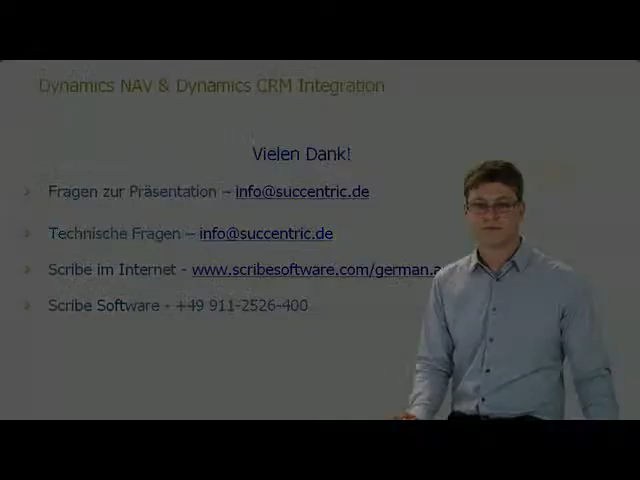 Dynamics NAV & Dynamics CRM Integration
Vielen Dank!
Fragen zur Präsentation – info@succentric.de
Technische Fragen – info@succentric.de
Scribe im Internet - www.scribesoftware.com/german.a
Scribe Software - +49 911-2526-400